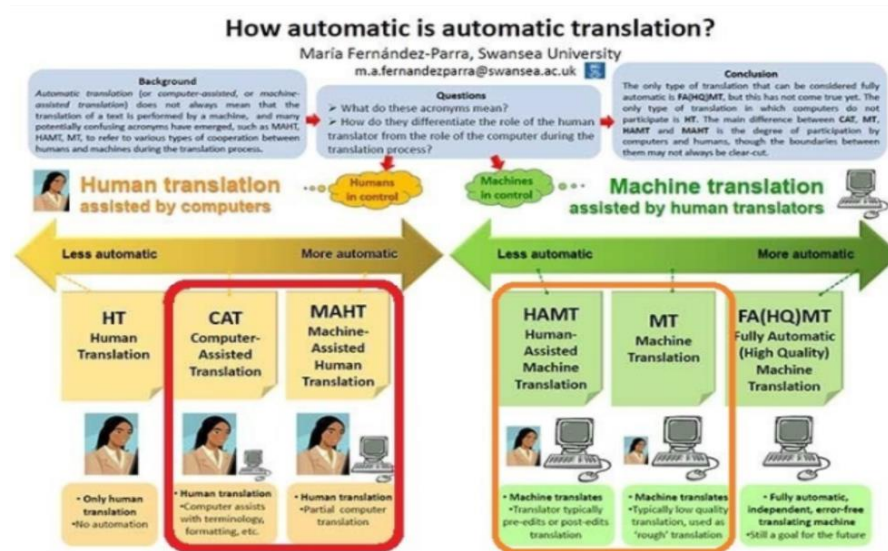 How automatic is automatic translation?
María Fernández-Parra, Swansea University
m.a.fernandezparra@swansea.ac.uk
Background
Automatic translation (or computer-assisted, or machine-
assisted translation) does not always mean that the
translation of a text is performed by a machine, and many
potentially confusing acronyms have emerged, such as MAHT,
HAMT, MT, to refer to various types of cooperation between
humans and machines during the translation process.
Questions
➢ What do these acronyms mean?
➢ How do they differentiate the role of the human
translator from the role of the computer during the
translation process?
Conclusion
The only type of translation that can be considered fully
automatic is FA(HQ)MT, but this has not come true yet. The
only type of translation in which computers do not
participate is HT. The main difference between CAT, MT,
HAMT and MAHT is the degree of participation by
computers and humans, though the boundaries between
them may not always be clear-cut.
Human translation
assisted by computers
Humans
in control
Machines
in control
Machine translation
assisted by human translators
Less automatic
More automatic
Less automatic
More automatic
HT
Human
Translation
CAT
Computer-
Assisted
Translation
MAHT
Machine-
Assisted
Human
Translation
HAMT
Human-
Assisted
Machine
Translation
MT
Machine
Translation
FA(HQ)MT
Fully Automatic
(High Quality)
Machine
Translation
• Only human
translation
•No automation
• Human translation
•Computer assists
with terminology,
formatting, etc.
• Human translation
•Partial computer
translation
• Machine translates
•Translator typically
pre-edits or post-edits
translation
• Machine translates
•Typically low quality
translation, used as
'rough' translation
• Fully automatic,
independent, error-free
translating machine
•Still a goal for the future